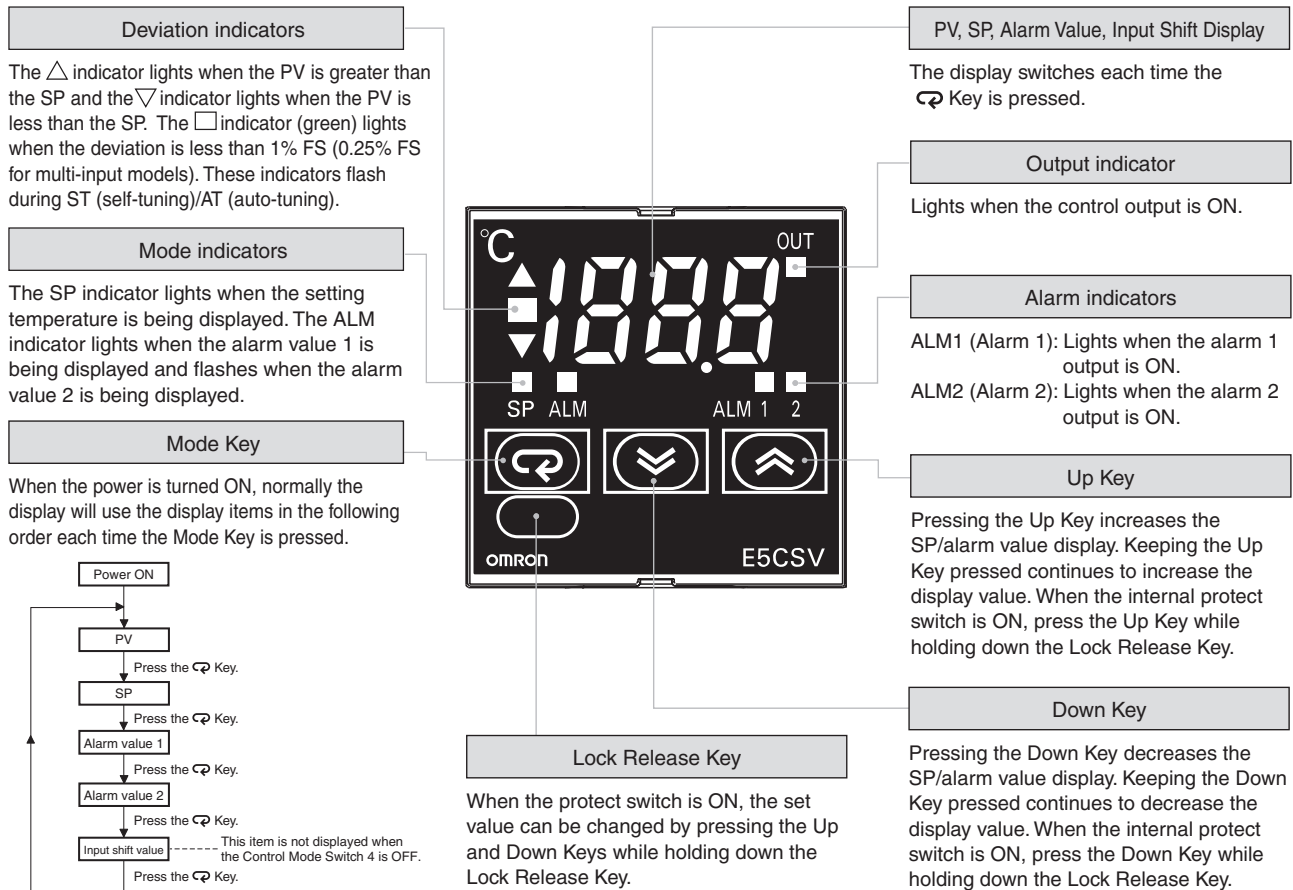 Deviation indicators
The △ indicator lights when the PV is greater than
the SP and the ▽ indicator lights when the PV is
less than the SP. The □ indicator (green) lights
when the deviation is less than 1% FS (0.25% FS
for multi-input models). These indicators flash
during ST (self-tuning)/AT (auto-tuning).
Mode indicators
The SP indicator lights when the setting
temperature is being displayed. The ALM
indicator lights when the alarm value 1 is
being displayed and flashes when the alarm
value 2 is being displayed.
Mode Key
When the power is turned ON, normally the
display will use the display items in the following
order each time the Mode Key is pressed.
Power ON
PV
Press the Key.
SP
Press the Key.
Alarm value 1
Press the Key.
Alarm value 2
Press the Key.
Input shift value
This item is not displayed when
the Control Mode Switch 4 is OFF.
Press the Key.
°C
OUT
188.8
SP ALM
ALM 1 2
OMRON
E5CSV
Lock Release Key
When the protect switch is ON, the set
value can be changed by pressing the Up
and Down Keys while holding down the
Lock Release Key.
PV, SP, Alarm Value, Input Shift Display
The display switches each time the
Key is pressed.
Output indicator
Lights when the control output is ON.
Alarm indicators
ALM1 (Alarm 1): Lights when the alarm 1
output is ON.
ALM2 (Alarm 2): Lights when the alarm 2
output is ON.
Up Key
Pressing the Up Key increases the
SP/alarm value display. Keeping the Up
Key pressed continues to increase the
display value. When the internal protect
switch is ON, press the Up Key while
holding down the Lock Release Key.
Down Key
Pressing the Down Key decreases the
SP/alarm value display. Keeping the Down
Key pressed continues to decrease the
display value. When the internal protect
switch is ON, press the Down Key while
holding down the Lock Release Key.